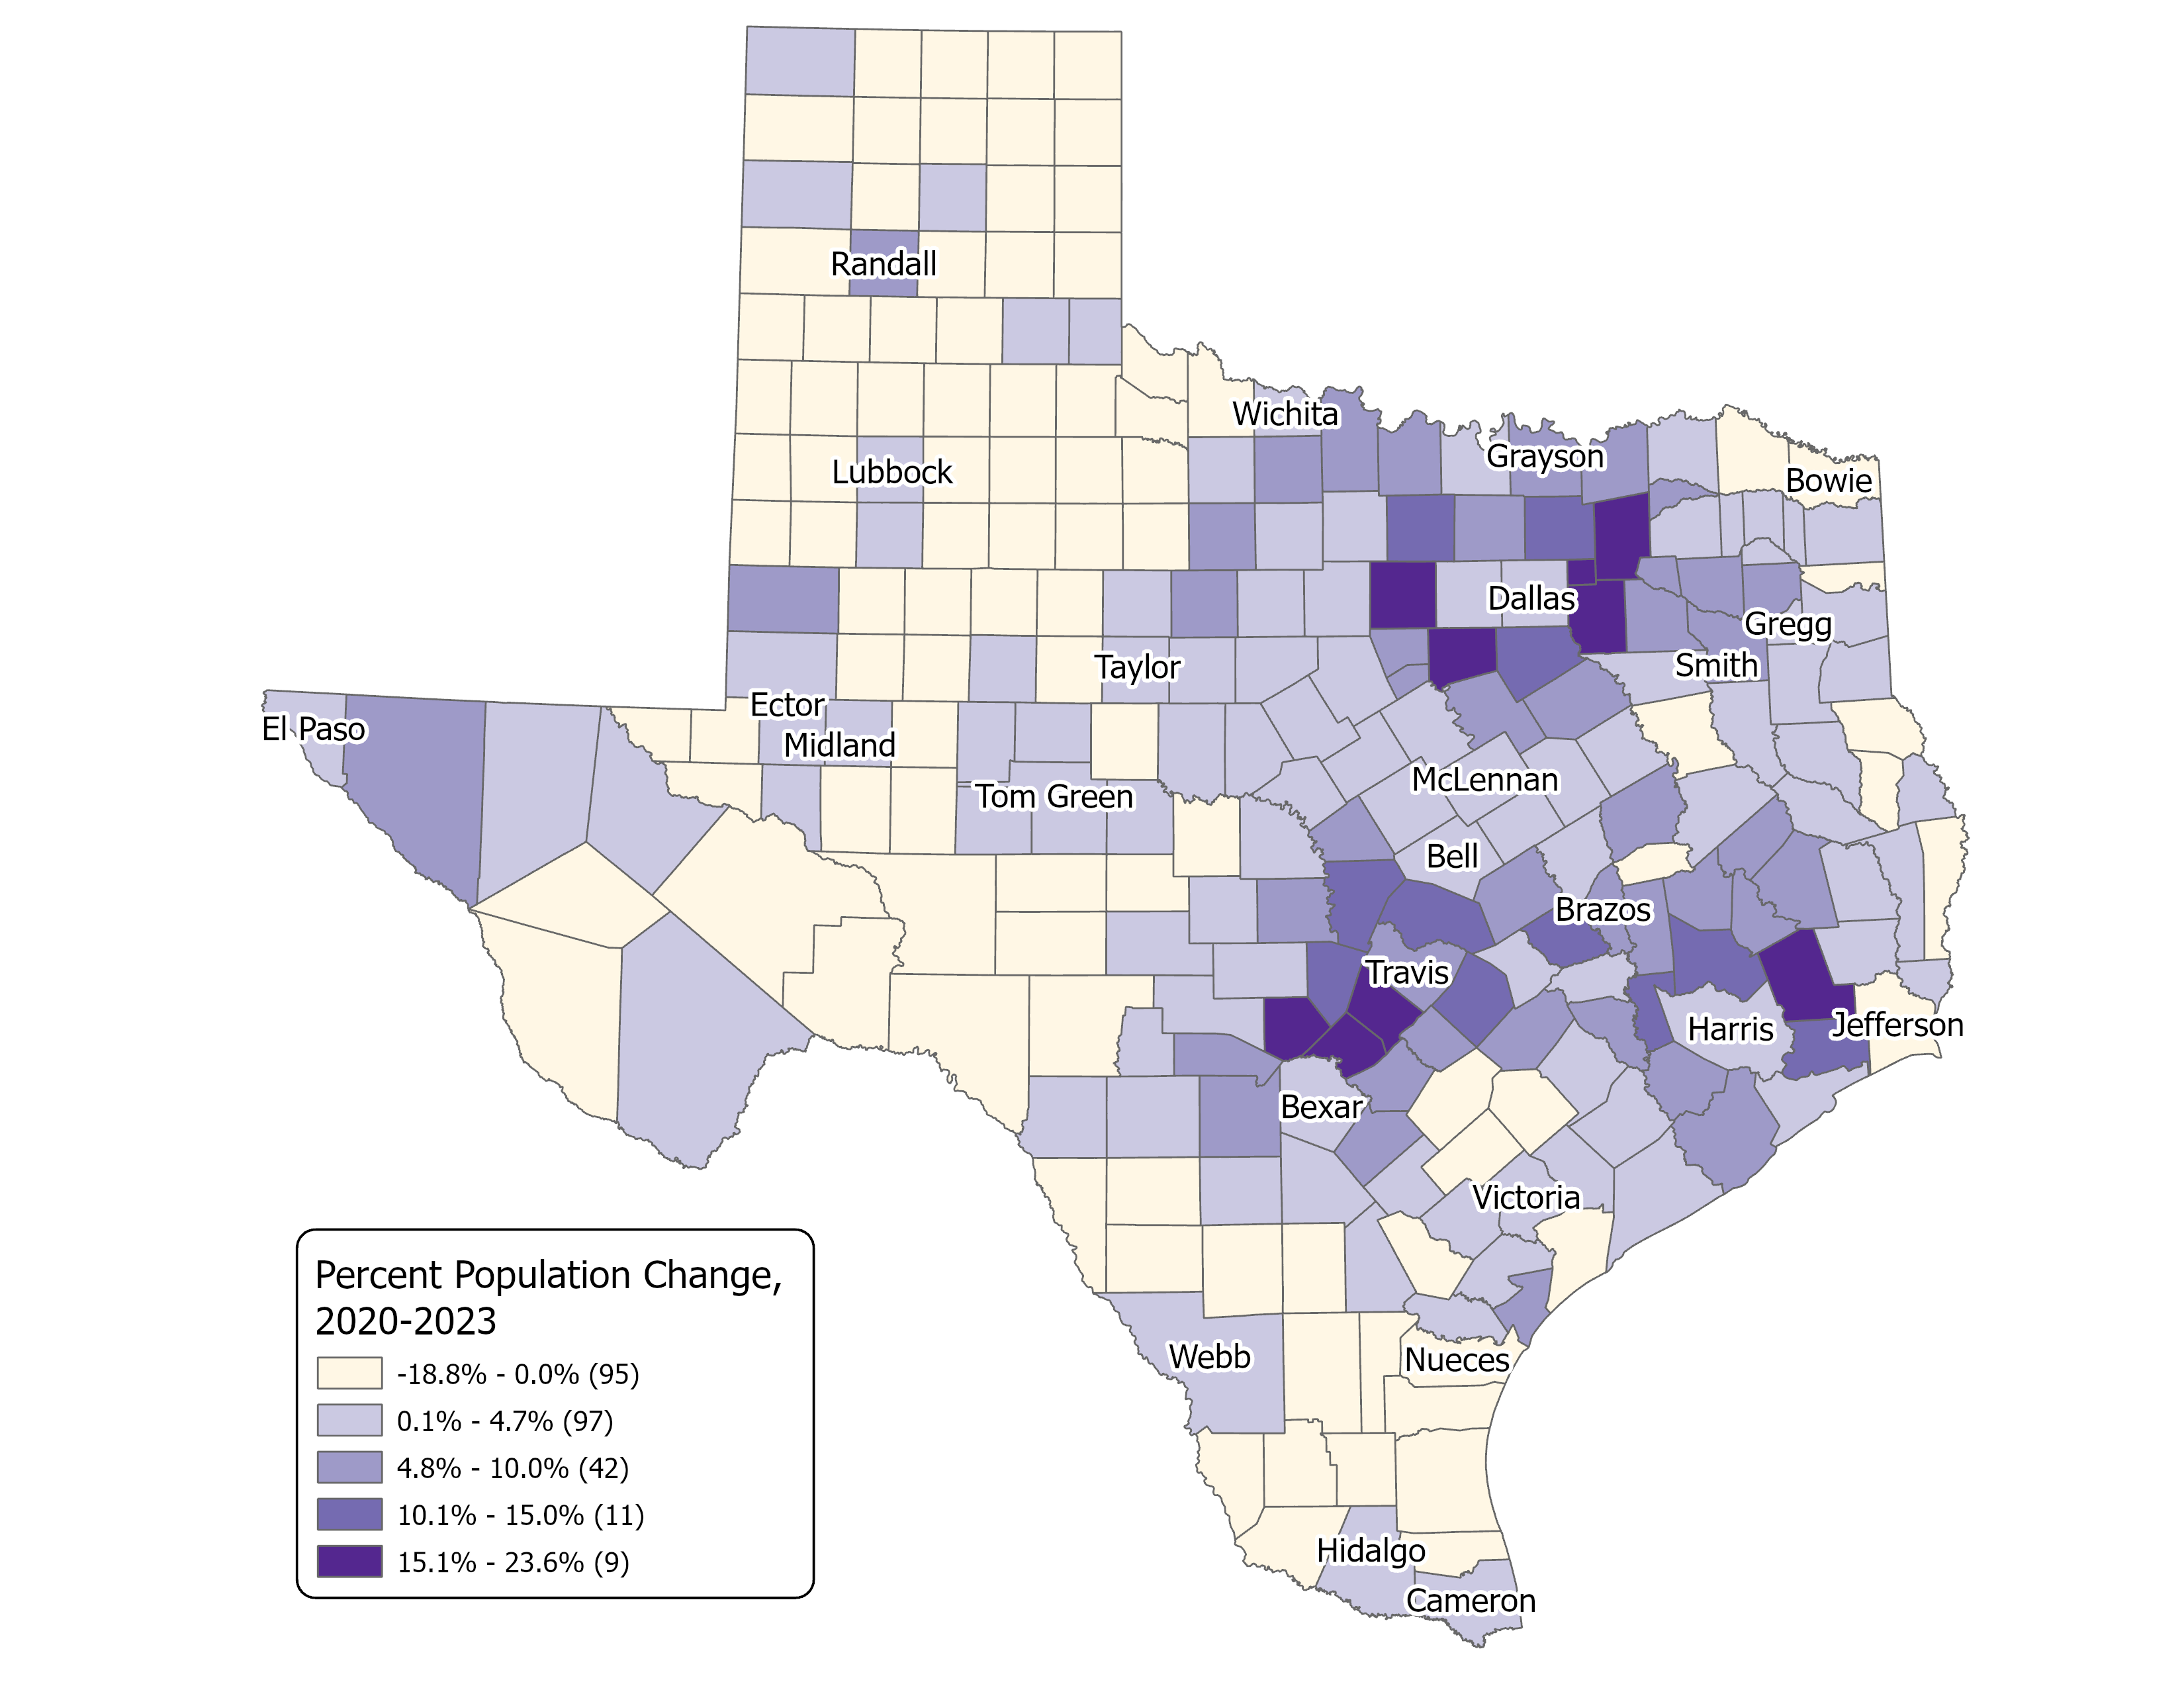 Randall
Wichita
Grayson
Bowie
Lubbock
Dallas
Gregg
Smith
Taylor
Ector
El Paso
Midland
McLennan
Tom Green
Bell
Brazos
Travis
Harris
Jefferson
Bexar
Victoria
Webb
Nueces
Hidalgo
Cameron
Percent Population Change,
2020-2023
-18.8% - 0.0% (95)
0.1% - 4.7% (97)
4.8% - 10.0% (42)
10.1% - 15.0% (11)
15.1% - 23.6% (9)